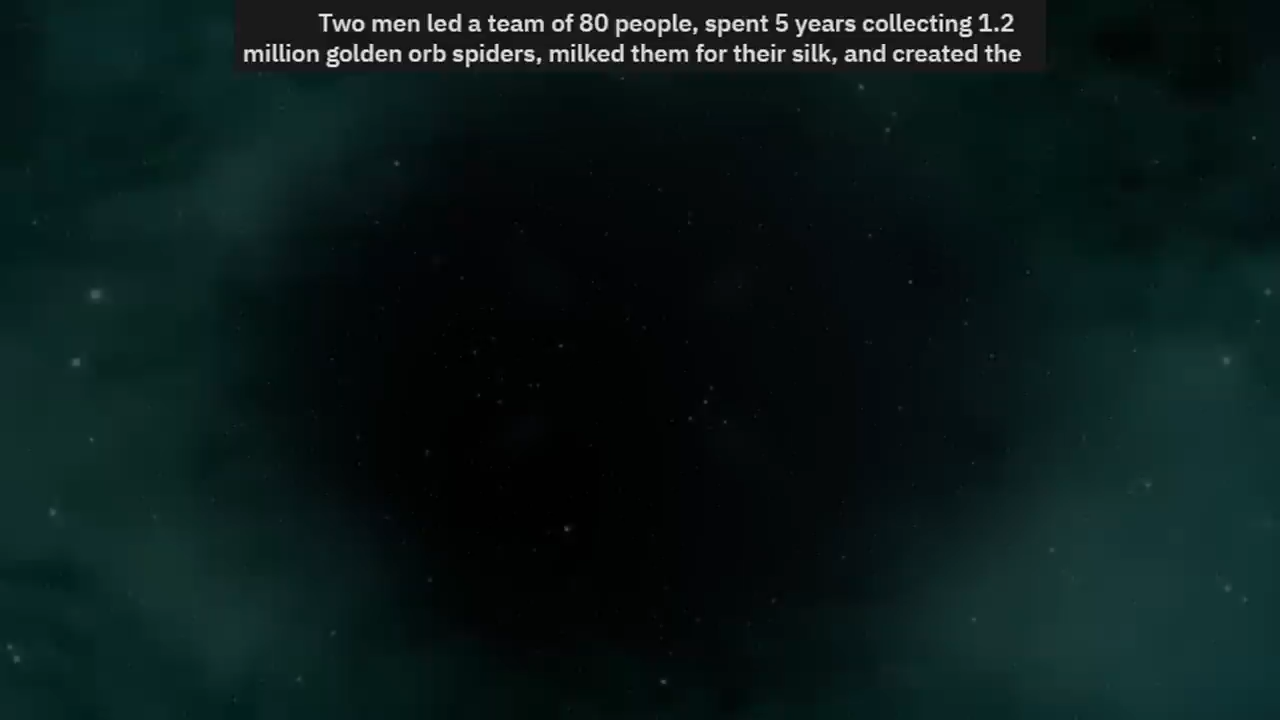 Two men led a team of 80 people, spent 5 years collecting 1.2
million golden orb spiders, milked them for their silk, and created the